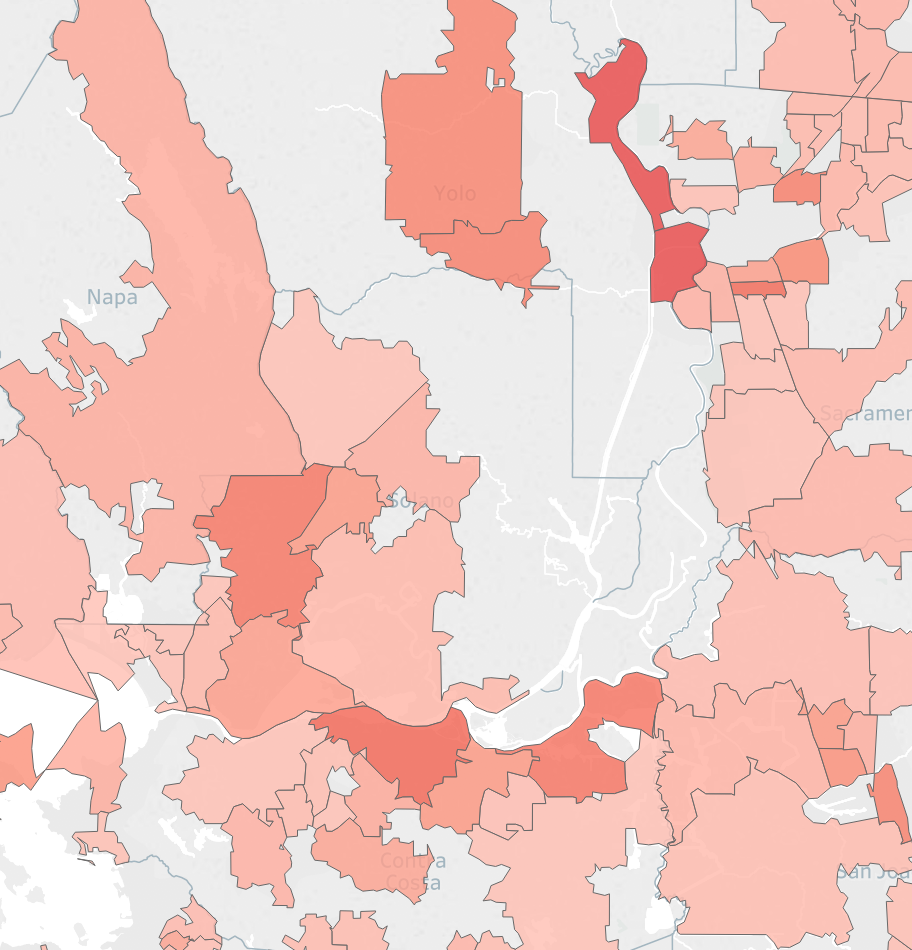 Yolo
Napa
Sacramen
Solano
Contra
Costa
San Joa